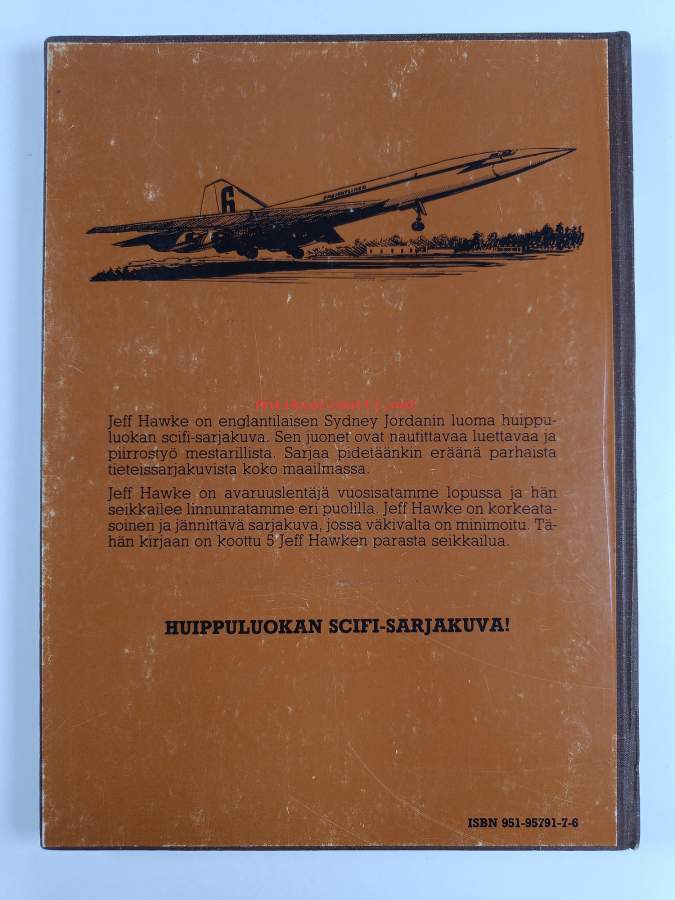 G
Jeff Hawke on englantilaisen Sydney Jordanin luoma huippu-
luokan scifi-sarjakuva. Sen juonet ovat nautittavaa luettavaa ja
piirrostyö mestarillista. Sarjaa pidetäänkin eräänä parhaista
tieteissarjakuvista koko maailmassa.
Jeff Hawke on avaruuslentäjä vuosisatamme lopussa ja hän
seikkailee linnunratamme eri puolilla. Jeff Hawke on korkeata-
soinen ja jännittävä sarjakuva, jossa väkivalta on minimoitu. Tä-
hän kirjaan on koottu 5 Jeff Hawken parasta seikkailua.
HUIPPULUOKAN SCIFI-SARJAKUVA!
ISBN 951-95791-7-6